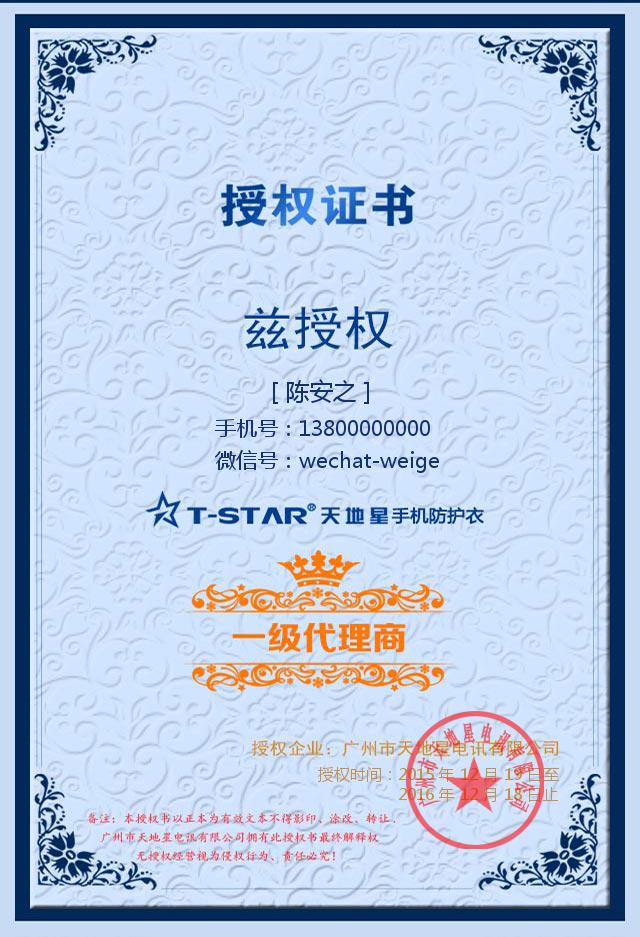 授权证书
兹授权
[ 陈安之 ]
手机号：13800000000
微信号：wechat-weige
T-STAR® 天地星手机防护衣
一级代理商
授权企业：广州市天地星电讯有限公司
授权时间：2015 年 12 月 19 日至
2016 年 12 月 18 日止
广州市天地星电讯有限公司
备注：本授权书以正本为有效文本不得影印、涂改、转让。
广州市天地星电讯有限公司拥有此授权书最终解释权
无授权经营视为侵权行为、责任必究！